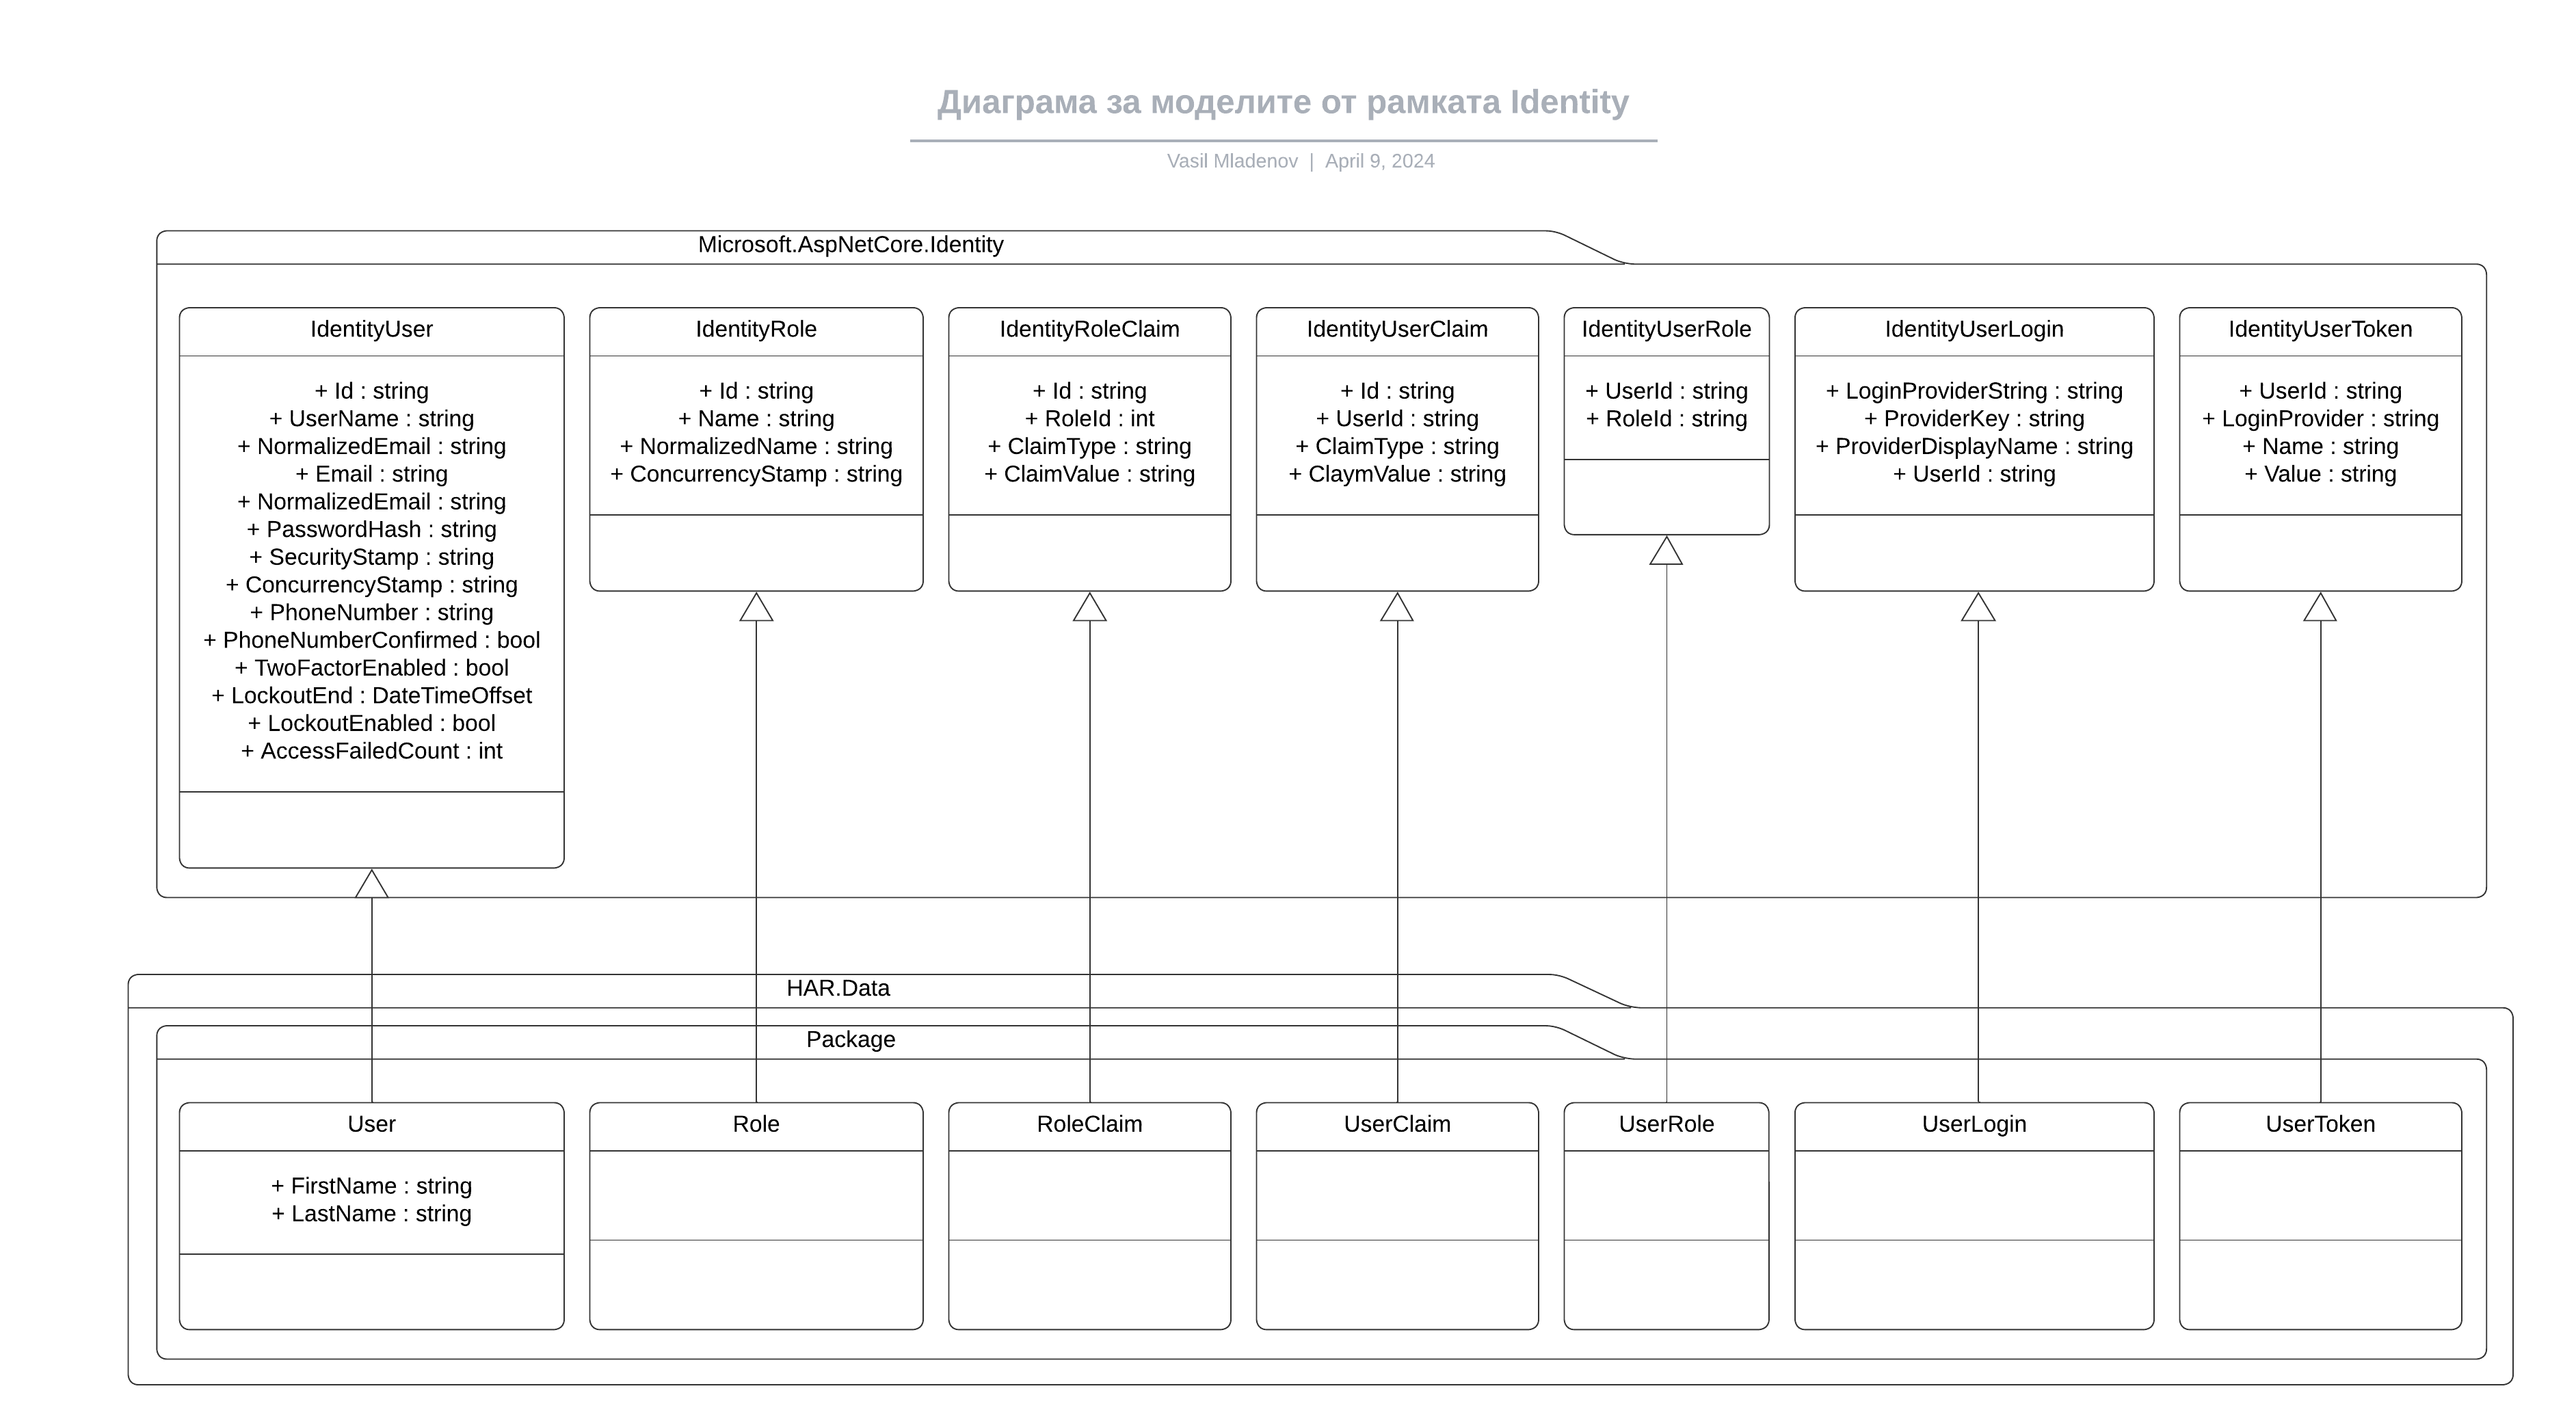 Диаграма за моделите от рамката Identity
Vasil Mladenov | April 9, 2024
Microsoft.AspNetCore.Identity
IdentityUser
+ Id : string
+ UserName : string
+ NormalizedEmail : string
+ Email : string
+ NormalizedEmail : string
+ PasswordHash : string
+ SecurityStamp : string
+ ConcurrencyStamp : string
+ PhoneNumber : string
+ PhoneNumberConfirmed : bool
+ TwoFactorEnabled : bool
+ LockoutEnd : DateTimeOffset
+ LockoutEnabled : bool
+ AccessFailedCount : int
IdentityRole
+ Id : string
+ Name : string
+ NormalizedName : string
+ ConcurrencyStamp : string
IdentityRoleClaim
+ Id : string
+ RoleId : int
+ ClaimType : string
+ ClaimValue : string
IdentityUserClaim
+ Id : string
+ UserId : string
+ ClaimType : string
+ ClaymValue : string
IdentityUserRole
+ UserId : string
+ RoleId : string
IdentityUserLogin
+ LoginProviderString : string
+ ProviderKey : string
+ ProviderDisplayName : string
+ UserId : string
IdentityUserToken
+ UserId : string
+ LoginProvider : string
+ Name : string
+ Value : string
HAR.Data
Package
User
+ FirstName : string
+ LastName : string
Role
RoleClaim
UserClaim
UserRole
UserLogin
UserToken